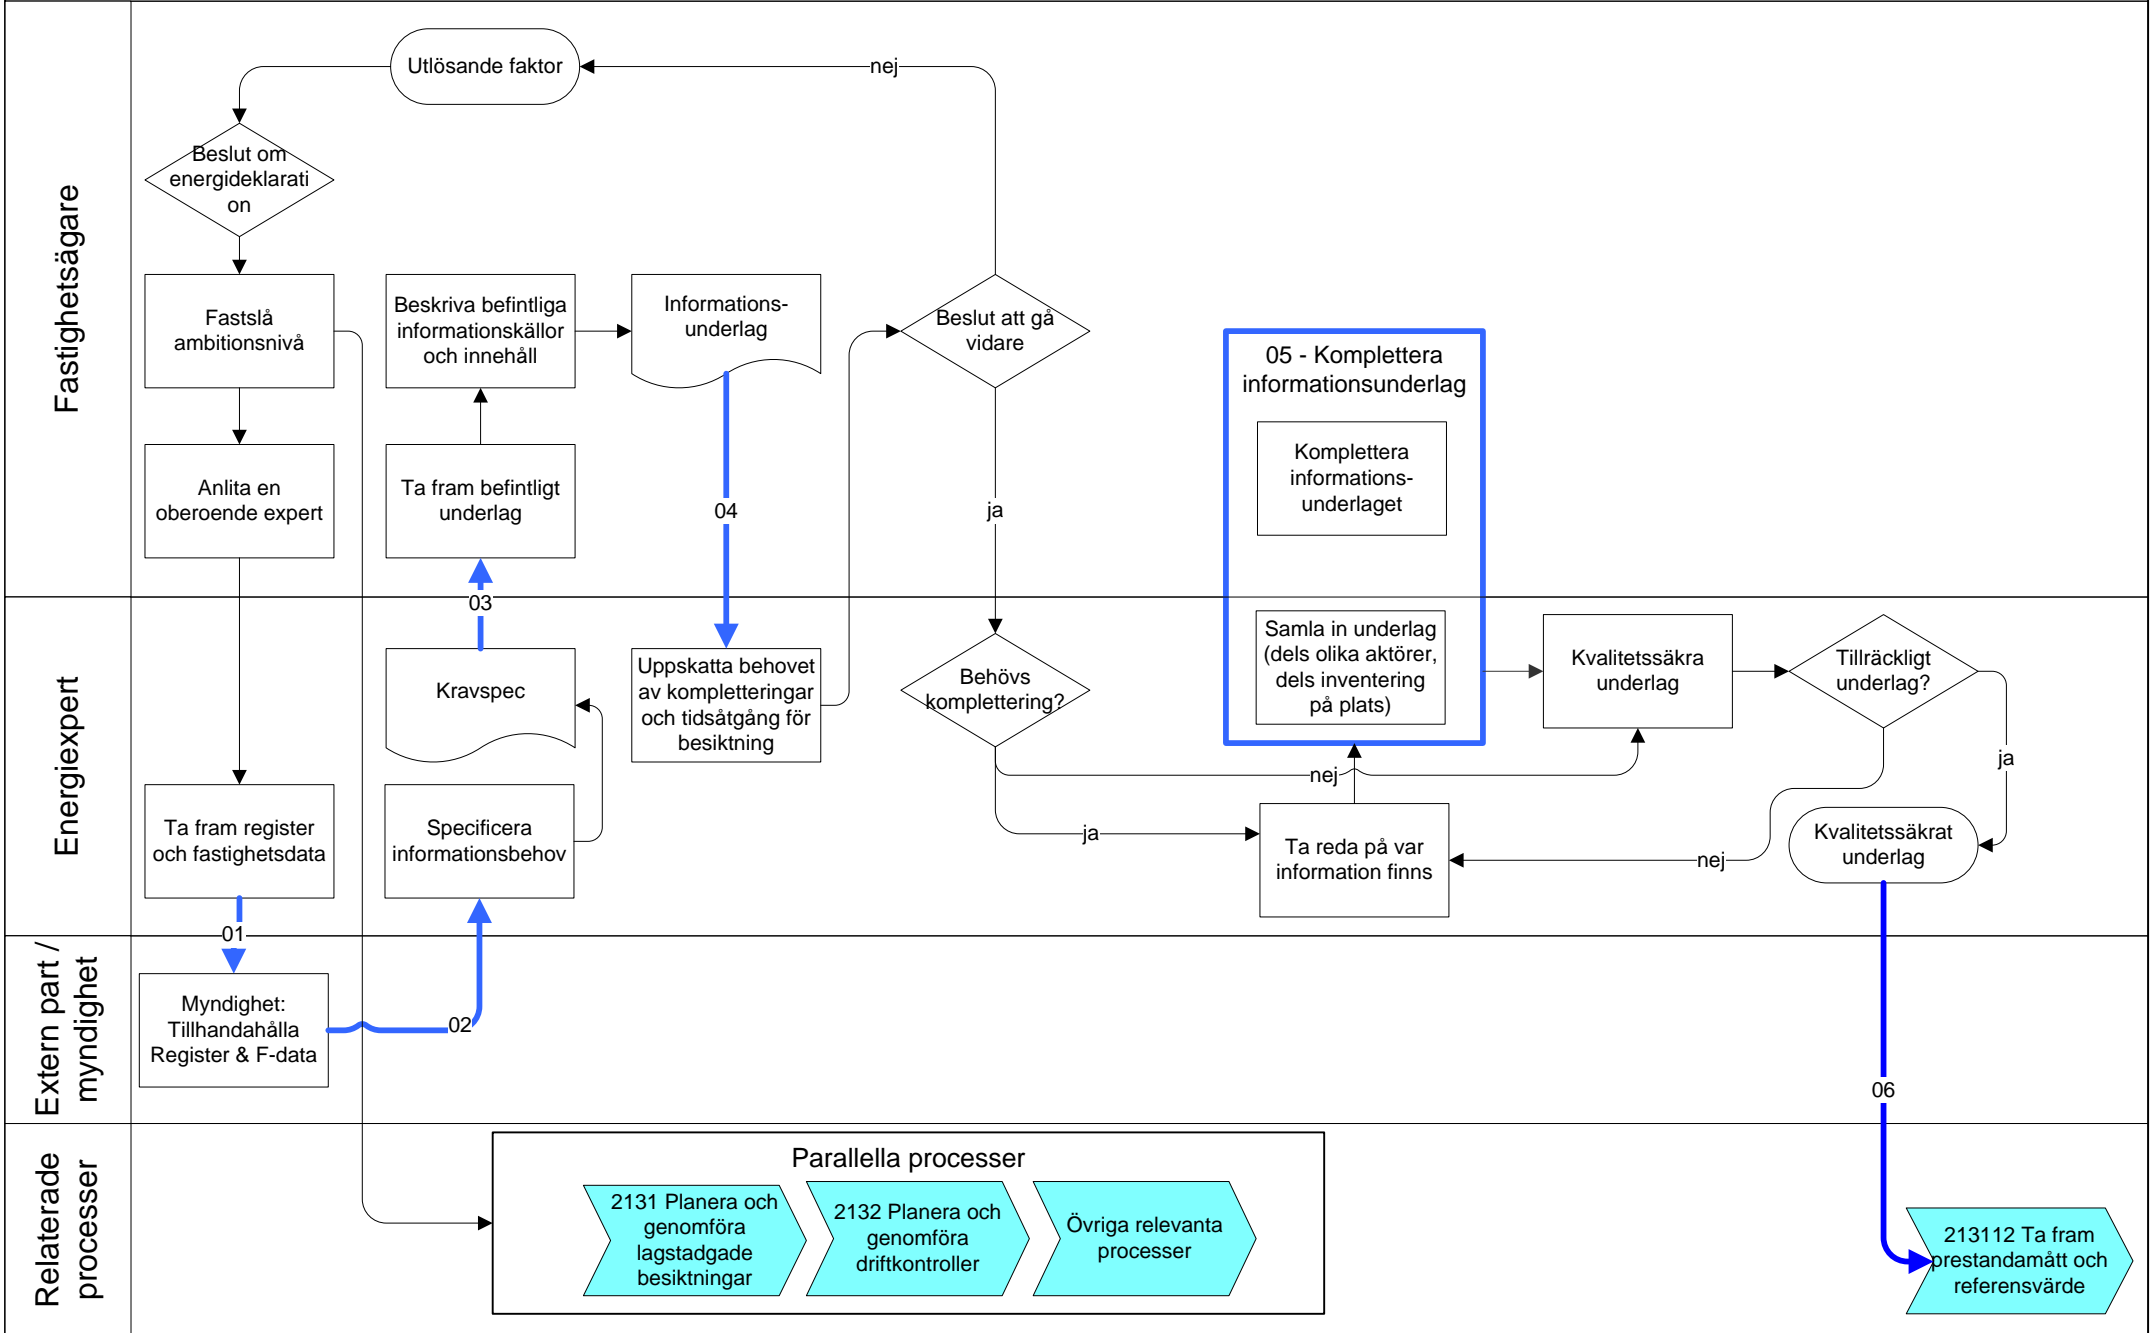 Fastighetsägare
Utlösande faktor
nej
Beslut om
energideklarati
on
Fastslå
ambitionsnivå
Beskriva befintliga
informationskällor
och innehåll
Informations-
underlag
Beslut att gå
vidare
05 - Komplettera
informationsunderlag
Komplettera
informations-
underlaget
Anlita en
oberoende expert
Ta fram befintligt
underlag
04
ja
03
Energiexpert
Kravspec
Uppskatta behovet
av kompletteringar
och tidsåtgång för
besiktning
Behövs
komplettering?
Samla in underlag
(dels olika aktörer,
dels inventering
på plats)
Kvalitetssäkra
underlag
Tillräckligt
underlag?
ja
nej
ja
Ta fram register
och fastighetsdata
Specificera
informationsbehov
Ta reda på var
information finns
nej
Kvalitetssäkrat
underlag
01
Extern part /
myndighet
Myndighet:
Tillhandahålla
Register & F-data
02
06
Relaterade
processer
Parallella processer
2131 Planera och
genomföra
lagstadgade
besiktningar
2132 Planera och
genomföra
driftkontroller
Övriga relevanta
processer
213112 Ta fram
prestandamått och
referensvärde